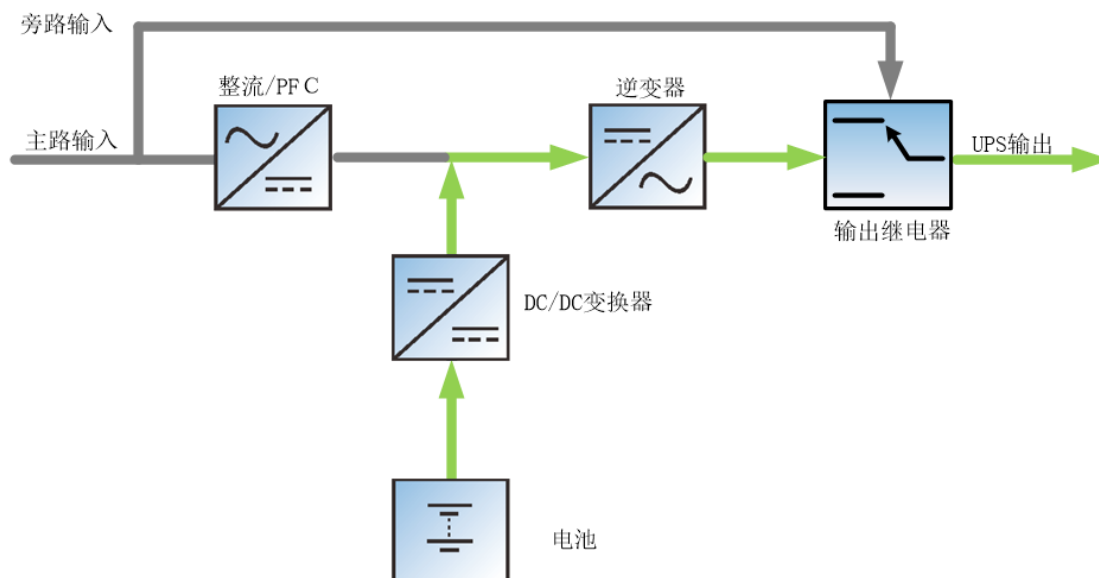 旁路输入
整流/PFC
逆变器
主路输入
UPS输出
输出继电器
DC/DC变换器
电池